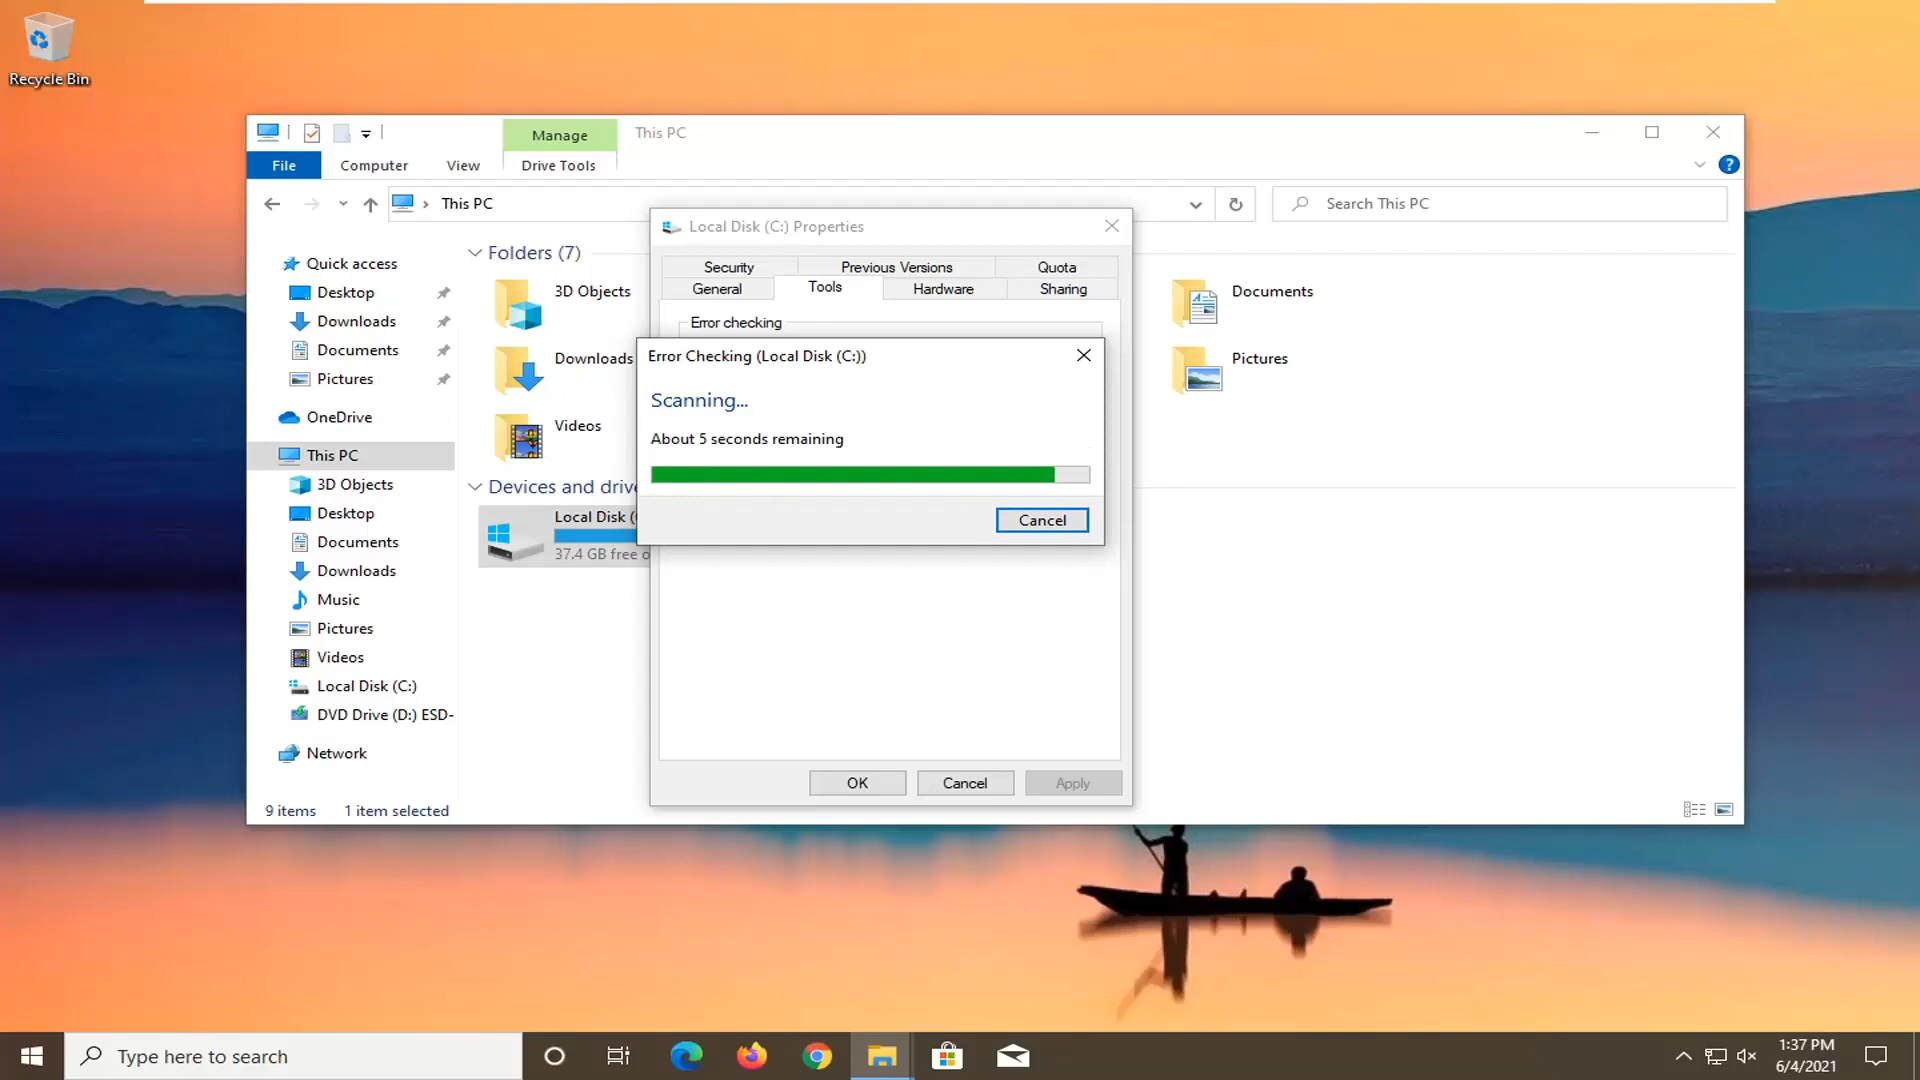 Recycle Bin
Manage
This PC
File
Computer
View
Drive Tools
?
This PC
Search This PC
Quick access
Desktop
Downloads
Documents
Pictures
OneDrive
This PC
3D Objects
Desktop
Documents
Downloads
Music
Pictures
Videos
Local Disk (C:)
DVD Drive (D:) ESD-
Network
9 items
1 item selected
Folders (7)
3D Objects
Downloads
Videos
Documents
Pictures
Devices and drive
Local Disk (
37.4 GB free o
Local Disk (C:) Properties
Security
Previous Versions
Quota
General
Tools
Hardware
Sharing
Error checking
Error Checking (Local Disk (C:))
Scanning...
About 5 seconds remaining
Cancel
OK
Cancel
Apply
Type here to search
1:37 PM
6/4/2021